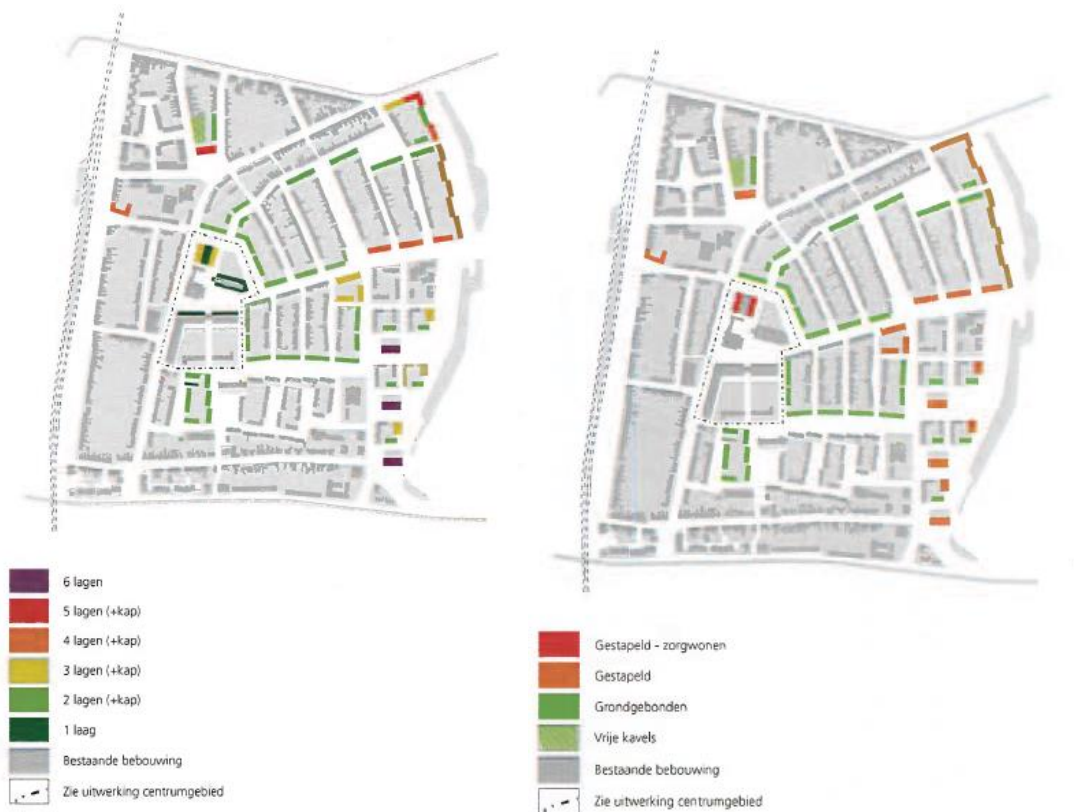 6 lagen
5 lagen (+kap)
4 lagen (+kap)
3 lagen (+kap)
2 lagen (+kap)
1 laag
Bestaande bebouwing
Zie uitwerking centrumgebied
Gestapeld - zorgwonen
Gestapeld
Grondgebonden
Vrije kavels
Bestaande bebouwing
Zie uitwerking centrumgebied